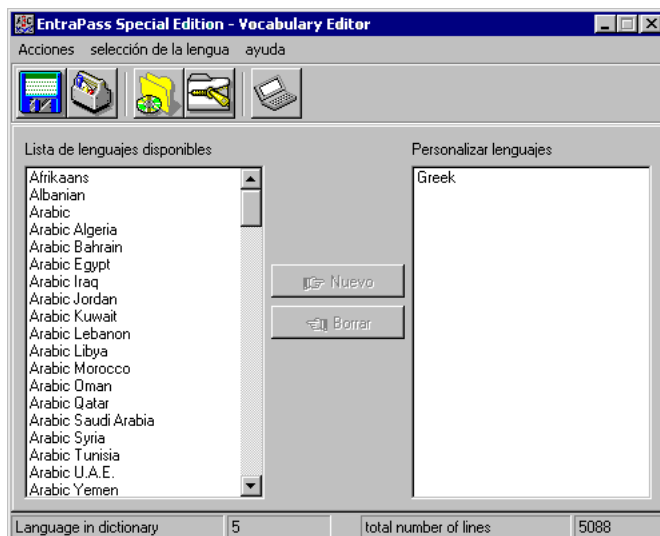 EntraPass Special Edition - Vocabulary Editor
Acciones selección de la lengua ayuda
Lista de lenguajes disponibles
Personalizar lenguajes
Afrikaans
Albanian
Arabic
Arabic Algeria
Arabic Bahrain
Arabic Egypt
Arabic Iraq
Arabic Jordan
Arabic Kuwait
Arabic Lebanon
Arabic Libya
Arabic Morocco
Arabic Oman
Arabic Qatar
Arabic Saudi Arabia
Arabic Syria
Arabic Tunisia
Arabic U.A.E.
Arabic Yemen
Nuevo
Borrar
Greek
Language in dictionary 5 total number of lines 5088